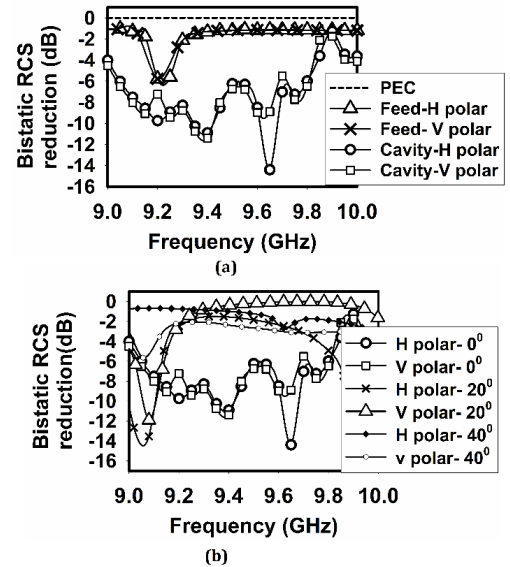 0
-2
-4
-6
-8
-10
-12
-14
-16
Bistatic RCS
reduction (dB)
PEC
Feed-H polar
Feed- V polar
Cavity-H polar
Cavity-V polar
9.0 9.2 9.4 9.6 9.8 10.0
Frequency (GHz)
(a)
0
-2
-4
-6
-8
-10
-12
-14
-16
Bistatic RCS
reduction(dB)
H polar- 0⁰
V polar- 0⁰
H polar- 20⁰
V polar- 20⁰
H polar- 40⁰
v polar- 40⁰
9.0 9.2 9.4 9.6 9.8 10.0
Frequency (GHz)
(b)